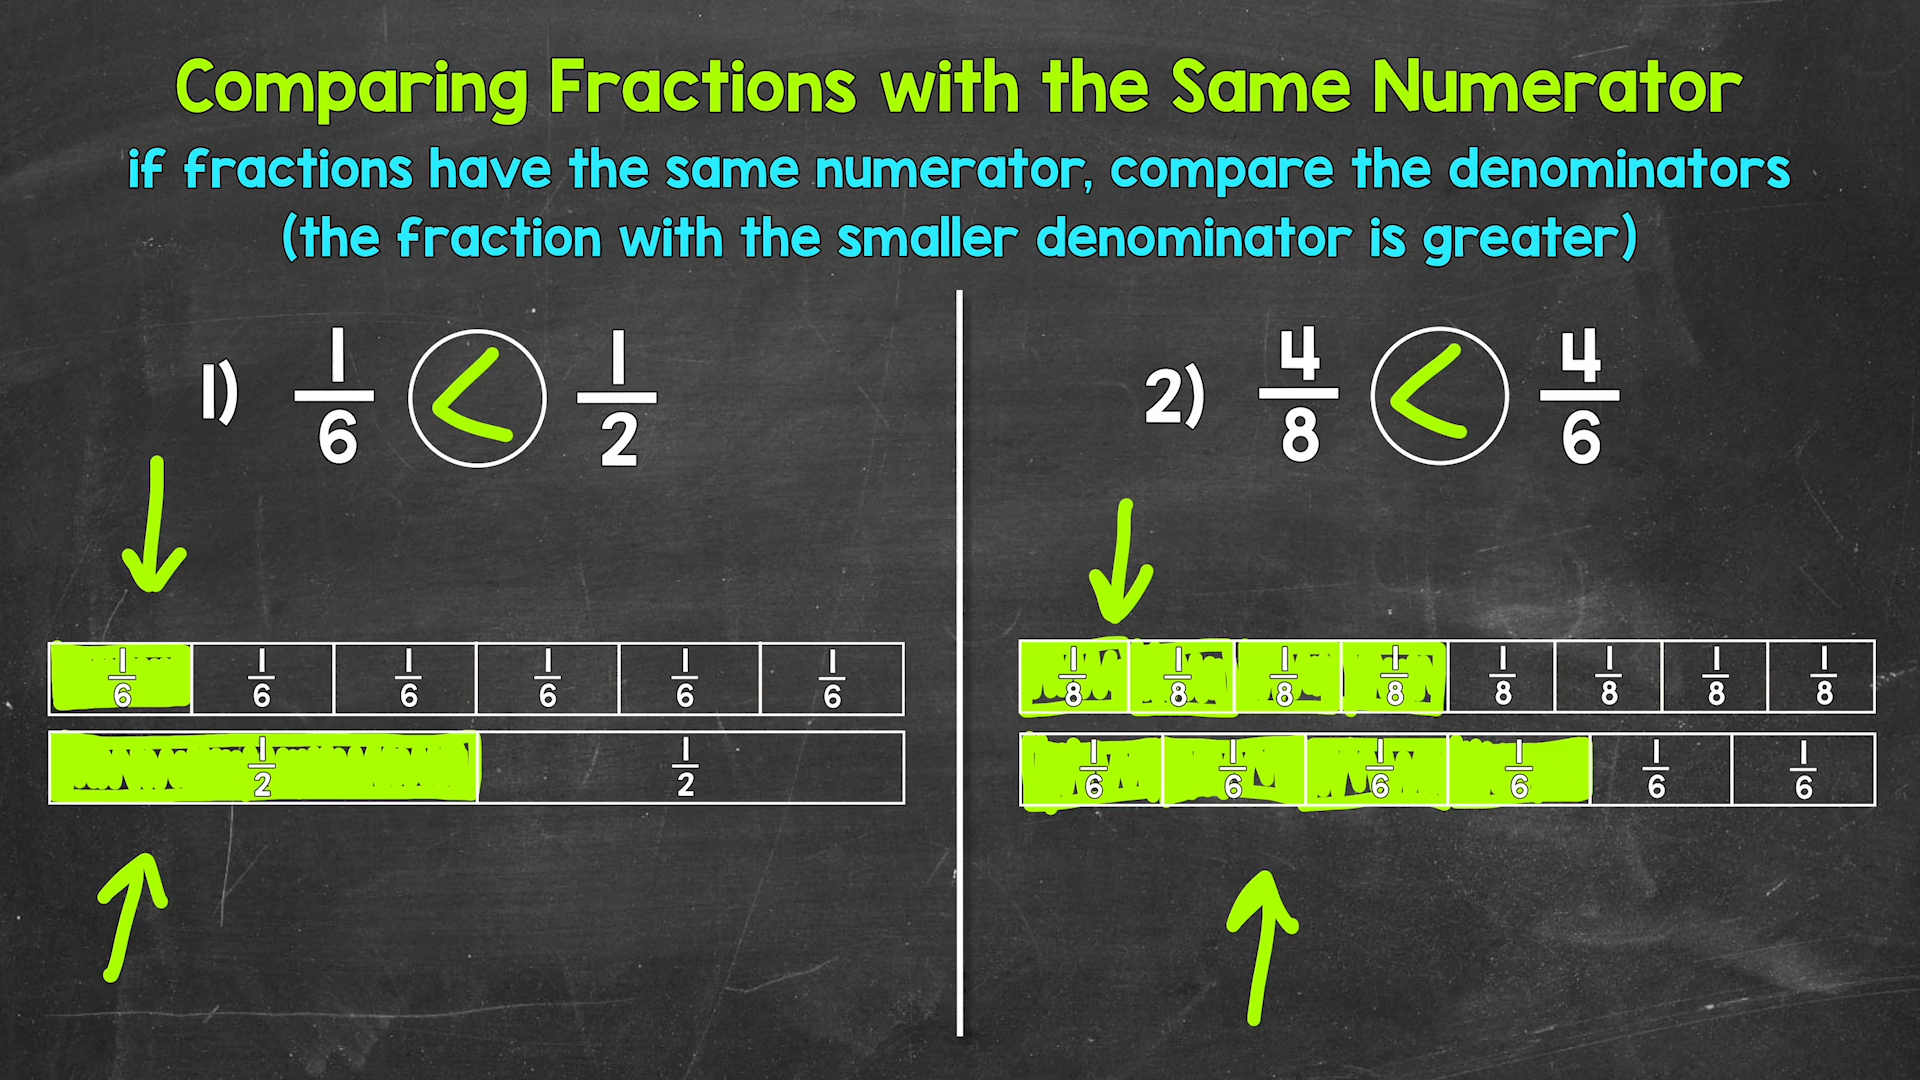 Comparing Fractions with the Same Numerator
if fractions have the same numerator, compare the denominators
(the fraction with the smaller denominator is greater)
1) 1/6 < 1/2
1/6 1/6 1/6 1/6 1/6 1/6
1/2 1/2
2) 4/8 < 4/6
1/8 1/8 1/8 1/8 1/8 1/8 1/8 1/8
1/6 1/6 1/6 1/6 1/6 1/6